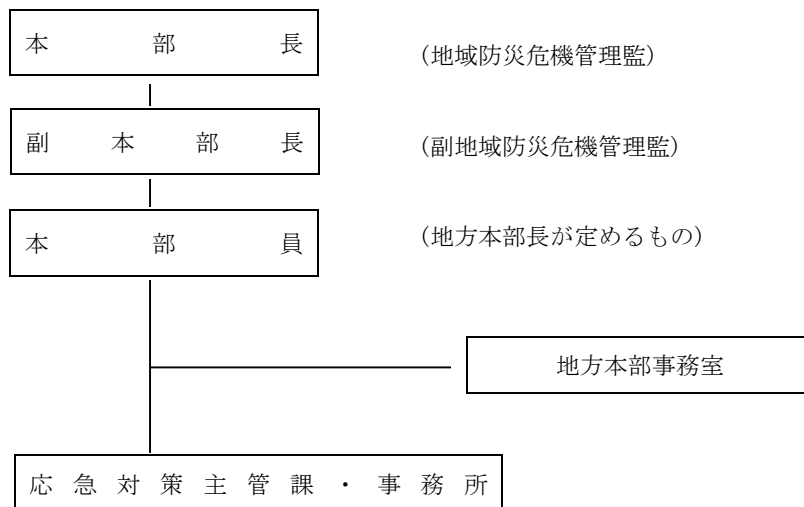 本部長 (地域防災危機管理監)
副本部長 (副地域防災危機管理監)
本部員 (地方本部長が定めるもの)
地方本部事務室
応急対策主管課・事務所